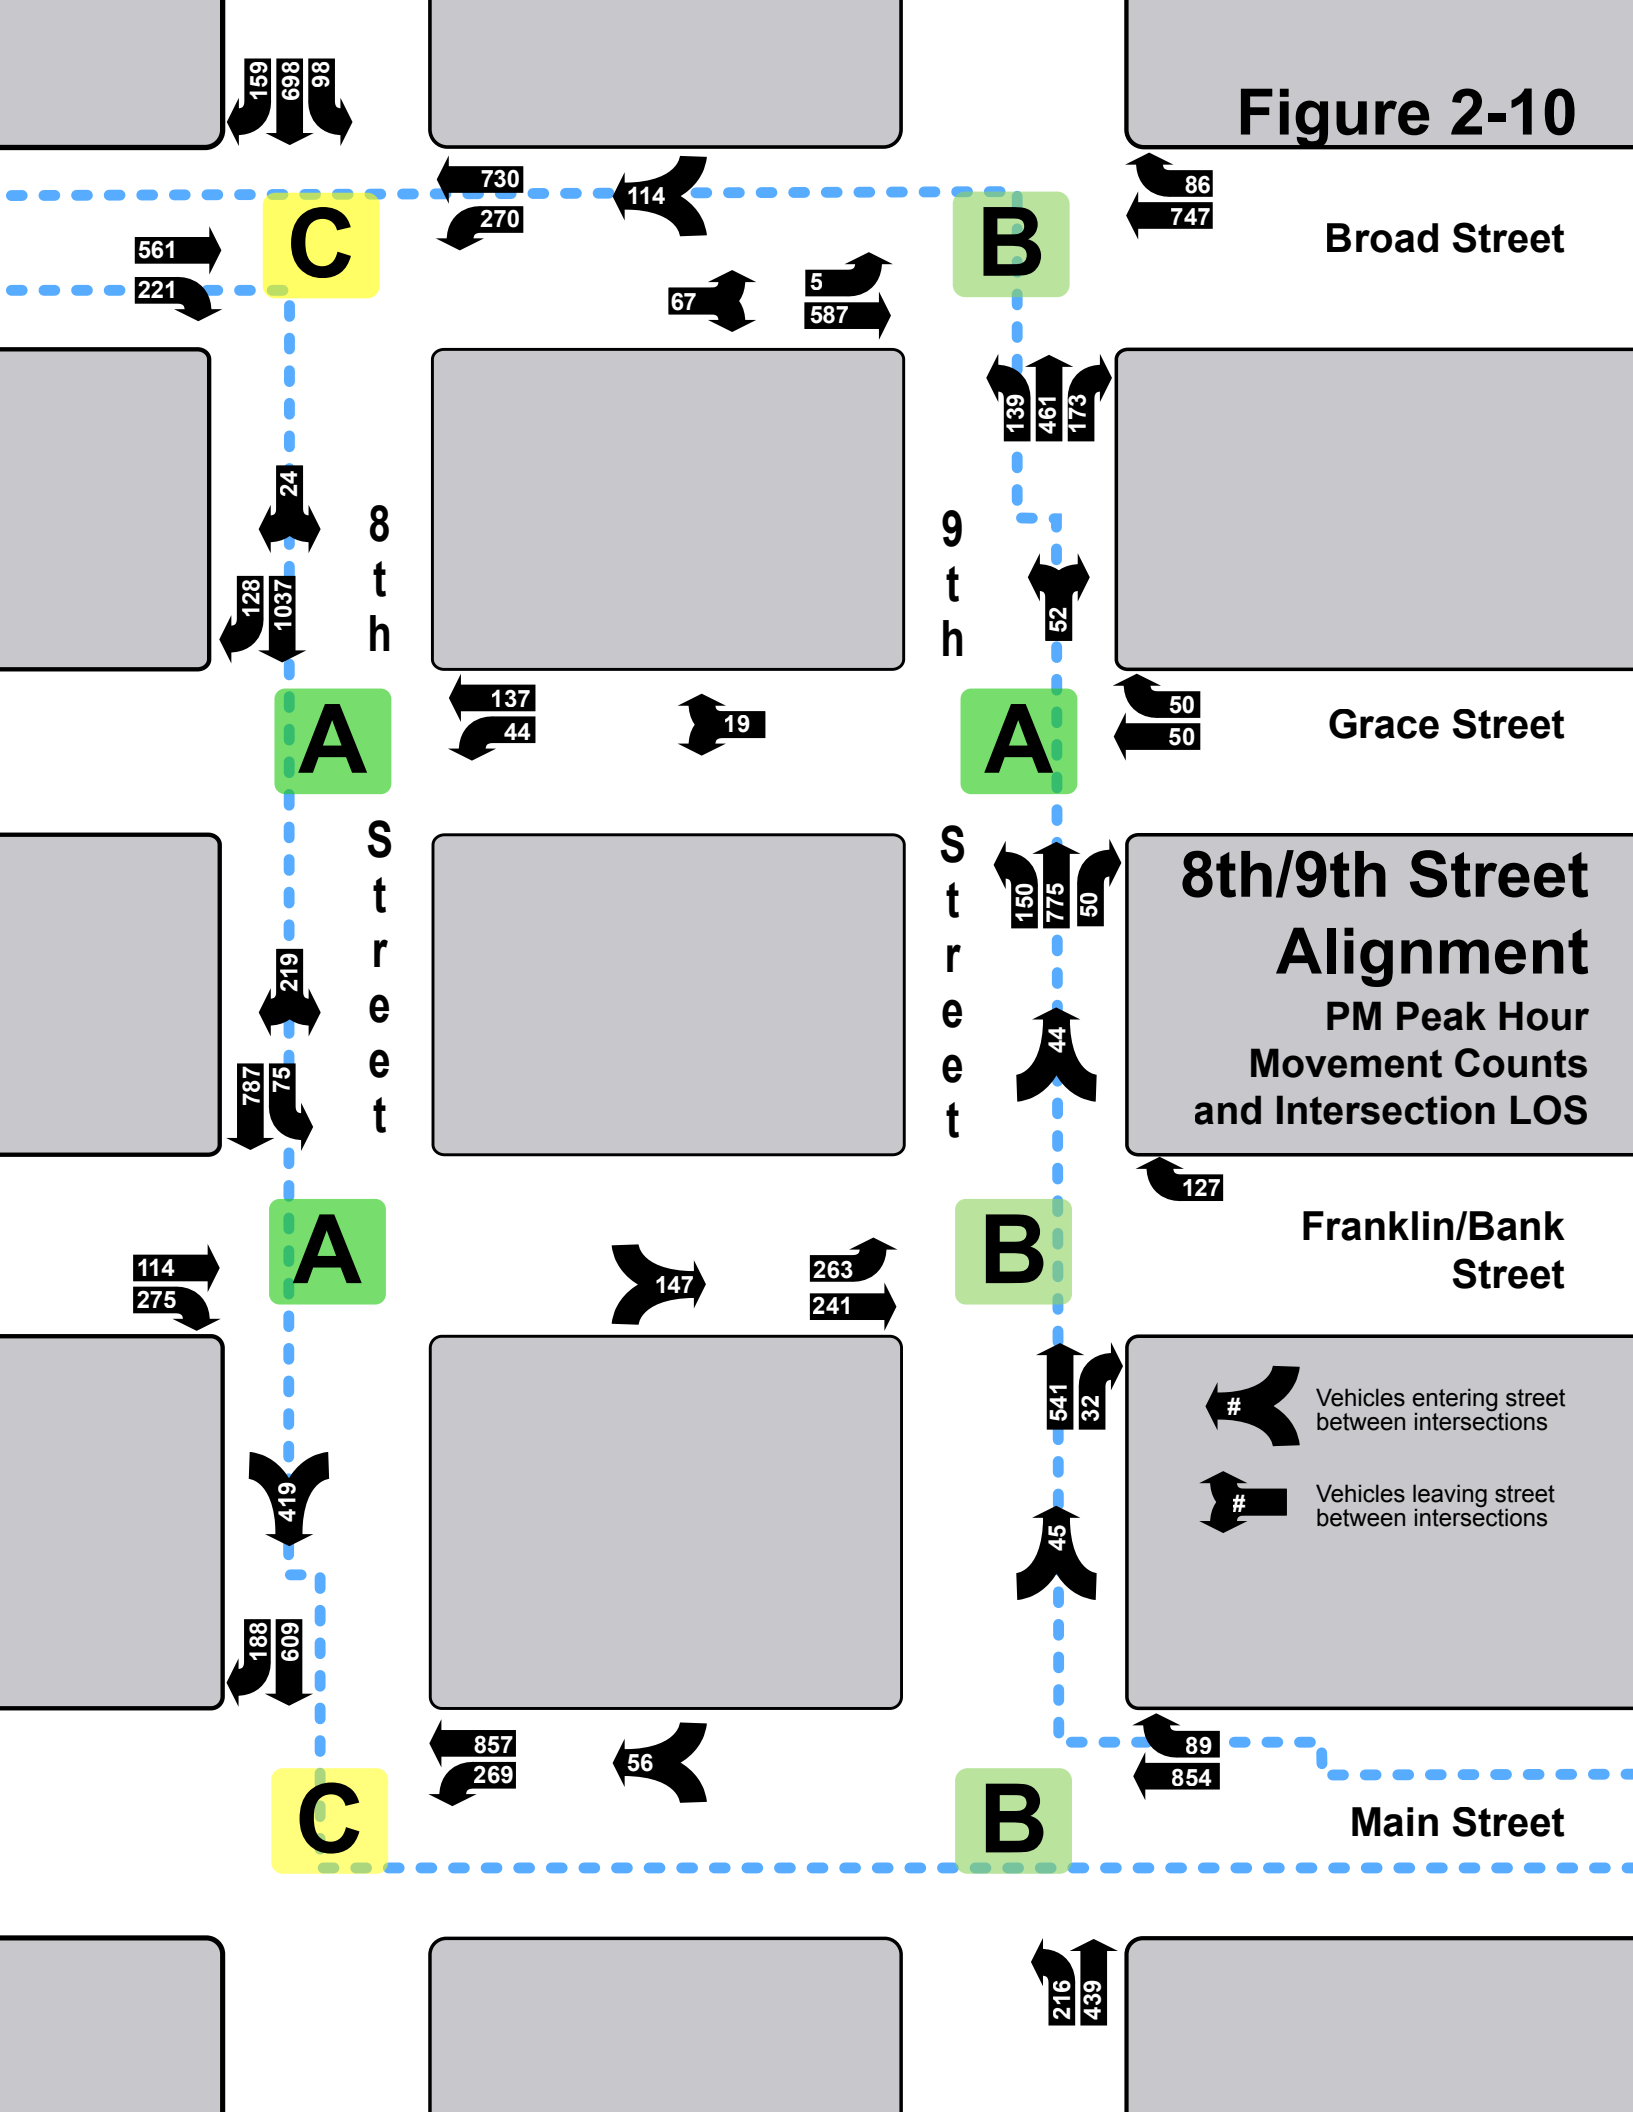 159
698
98
Figure 2-10
730
114
86
270
747
C
B
Broad Street
561
221
67
5
587
139
461
173
24
8th Street
9th Street
128
1037
52
137
44
19
50
50
A
A
Grace Street
150
775
50
8th/9th Street
Alignment
PM Peak Hour
Movement Counts
and Intersection LOS
219
787
75
44
127
A
B
Franklin/Bank
Street
114
275
147
263
241
541
32
#
Vehicles entering street
between intersections
419
45
#
Vehicles leaving street
between intersections
188
609
857
269
56
89
854
C
B
Main Street
216
439